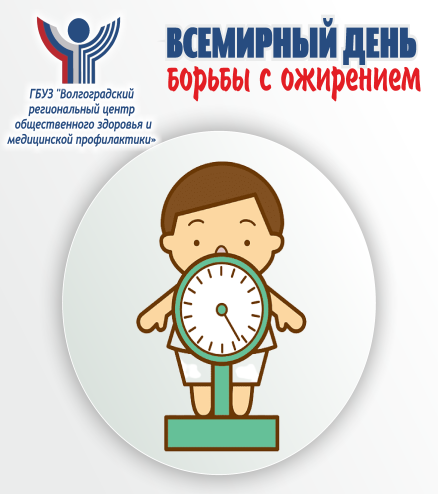 ВСЕМИРНЫЙ ДЕНЬ
борьбы с ожирением
ГБУЗ "Волгоградский
региональный центр
общественного здоровья и
медицинской профилактики»